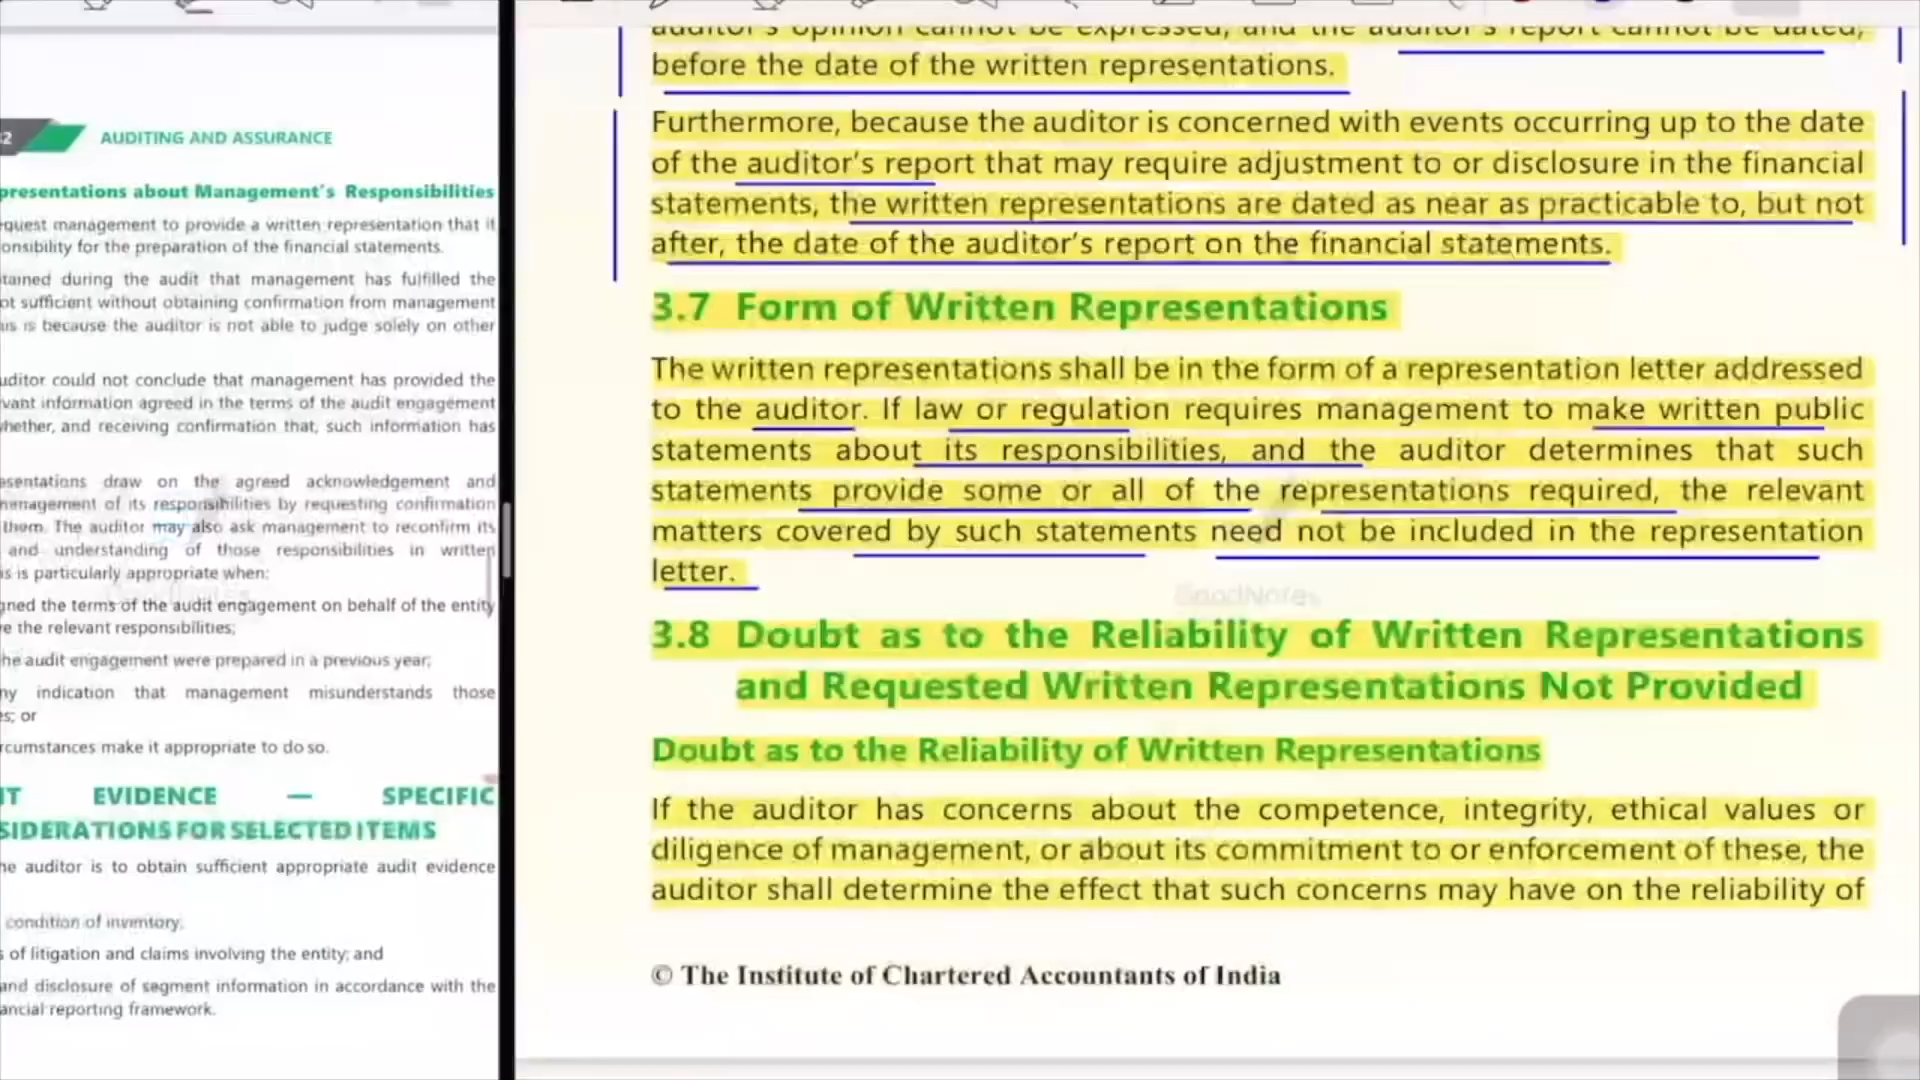 32 AUDITING AND ASSURANCE
presentations about Management's Responsibilities
quest management to provide a written representation that it
onsibility for the preparation of the financial statements.
tained during the audit that management has fulfilled the
ot sufficient without obtaining confirmation from management
his is because the auditor is not able to judge solely on other
uditor could not conclude that management has provided the
vant information agreed in the terms of the audit engagement
whether, and receiving confirmation that, such information has
esentations draw on the agreed acknowledgement and
management of its responsibilities by requesting confirmation
them. The auditor may also ask management to reconfirm its
and understanding of those responsibilities in written
is is particularly appropriate when:
gned the terms of the audit engagement on behalf of the entity
e the relevant responsibilities;
he audit engagement were prepared in a previous year;
ny indication that management misunderstands those
es; or
rcumstances make it appropriate to do so.
IT EVIDENCE — SPECIFIC
SIDERATIONS FOR SELECTED ITEMS
he auditor is to obtain sufficient appropriate audit evidence
condition of inventory;
s of litigation and claims involving the entity; and
and disclosure of segment information in accordance with the
ancial reporting framework.
auditor's opinion cannot be expressed, and the auditor's report cannot be dated,
before the date of the written representations.
Furthermore, because the auditor is concerned with events occurring up to the date
of the auditor's report that may require adjustment to or disclosure in the financial
statements, the written representations are dated as near as practicable to, but not
after, the date of the auditor's report on the financial statements.
3.7 Form of Written Representations
The written representations shall be in the form of a representation letter addressed
to the auditor. If law or regulation requires management to make written public
statements about its responsibilities, and the auditor determines that such
statements provide some or all of the representations required, the relevant
matters covered by such statements need not be included in the representation
letter.
GoodNotes
3.8 Doubt as to the Reliability of Written Representations
and Requested Written Representations Not Provided
Doubt as to the Reliability of Written Representations
If the auditor has concerns about the competence, integrity, ethical values or
diligence of management, or about its commitment to or enforcement of these, the
auditor shall determine the effect that such concerns may have on the reliability of
© The Institute of Chartered Accountants of India